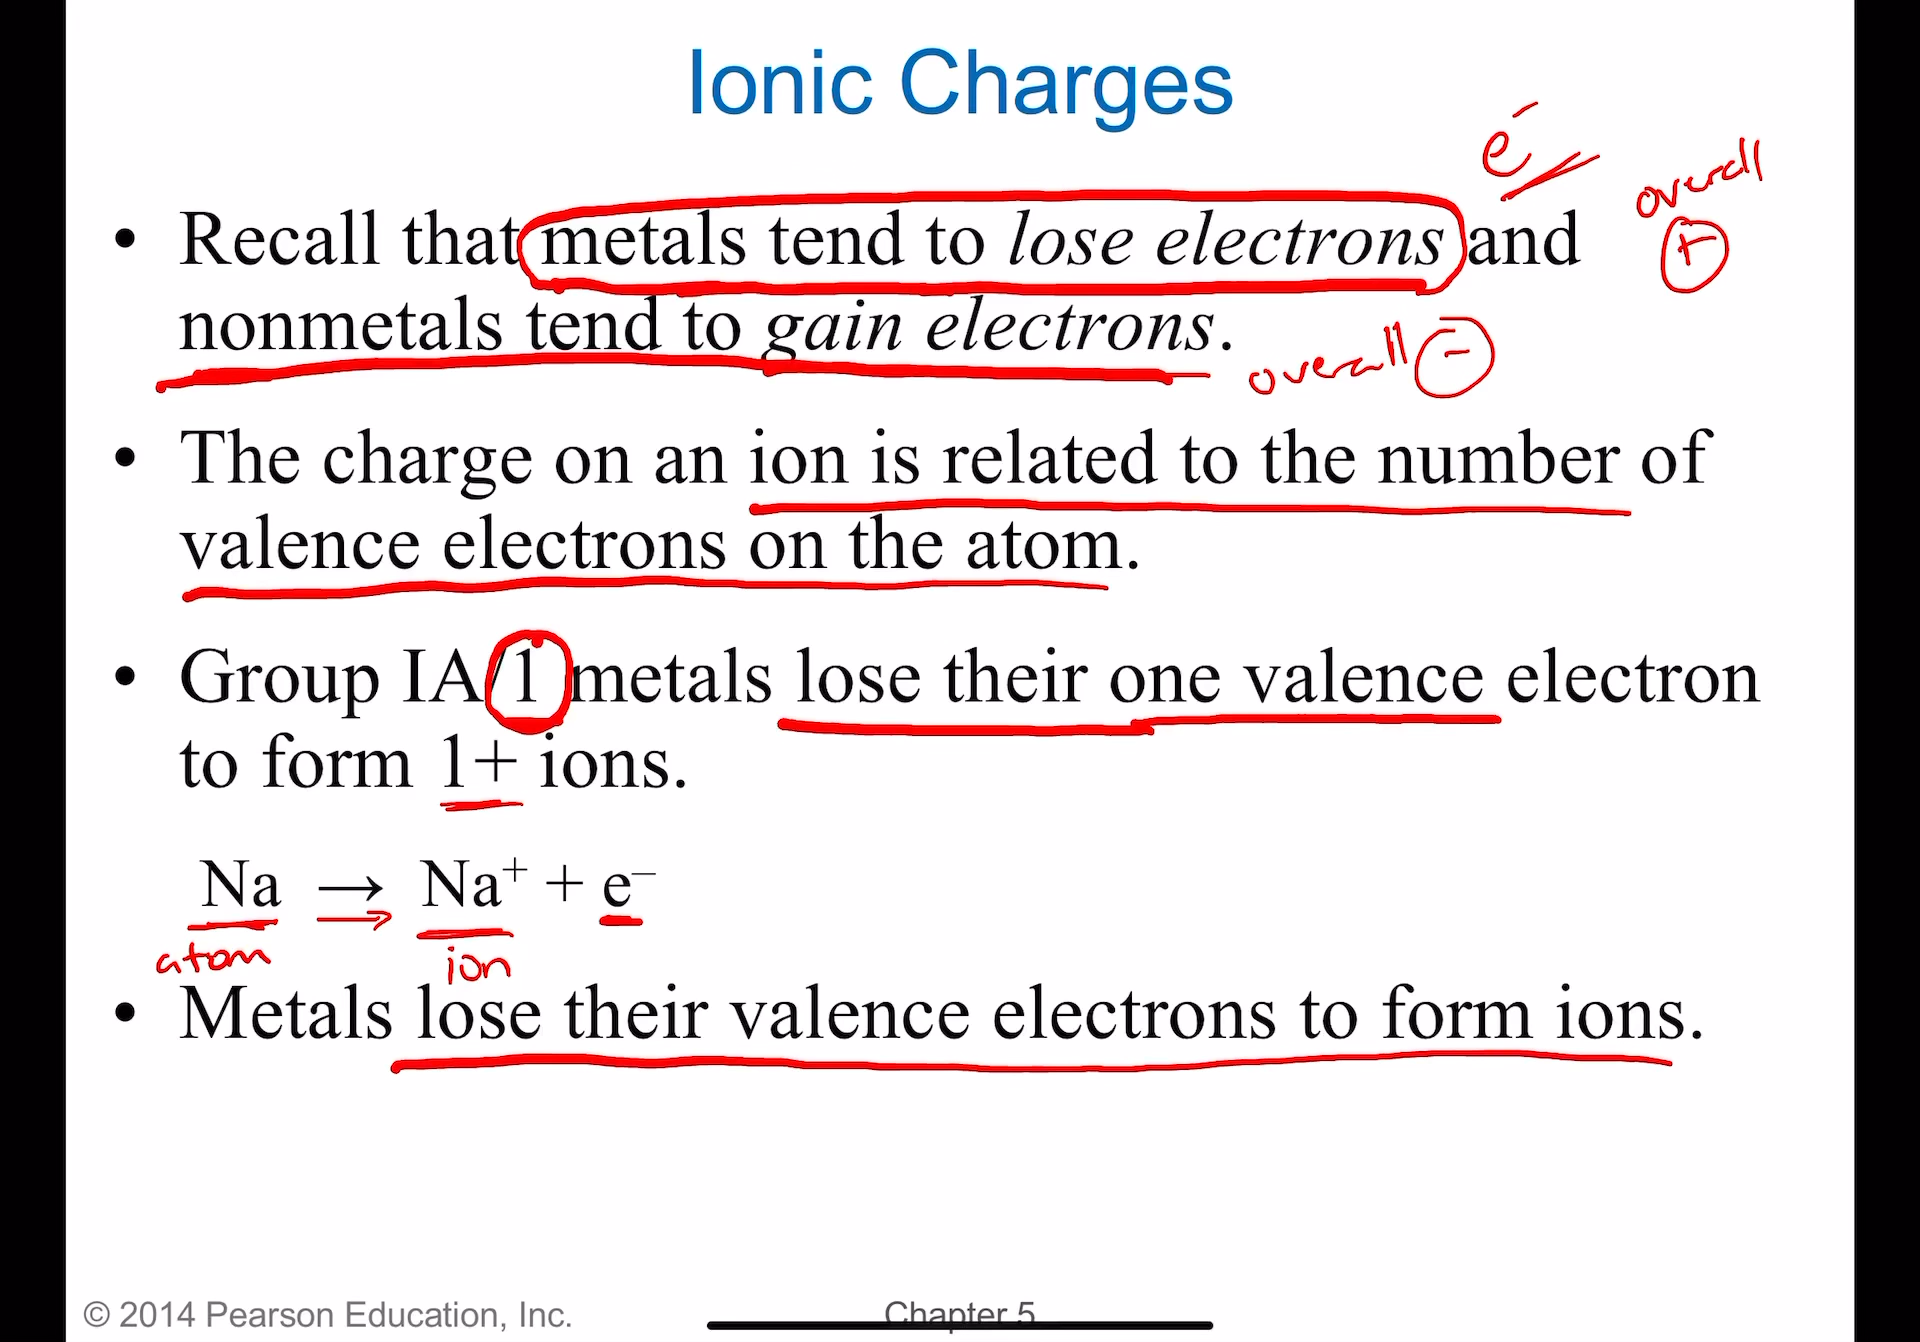 Ionic Charges
e⁻
overall
+
• Recall that metals tend to lose electrons and
nonmetals tend to gain electrons.
overall −
• The charge on an ion is related to the number of
valence electrons on the atom.
• Group IA/1 metals lose their one valence electron
to form 1+ ions.
Na → Na⁺ + e⁻
atom ion
• Metals lose their valence electrons to form ions.
© 2014 Pearson Education, Inc. Chapter 5